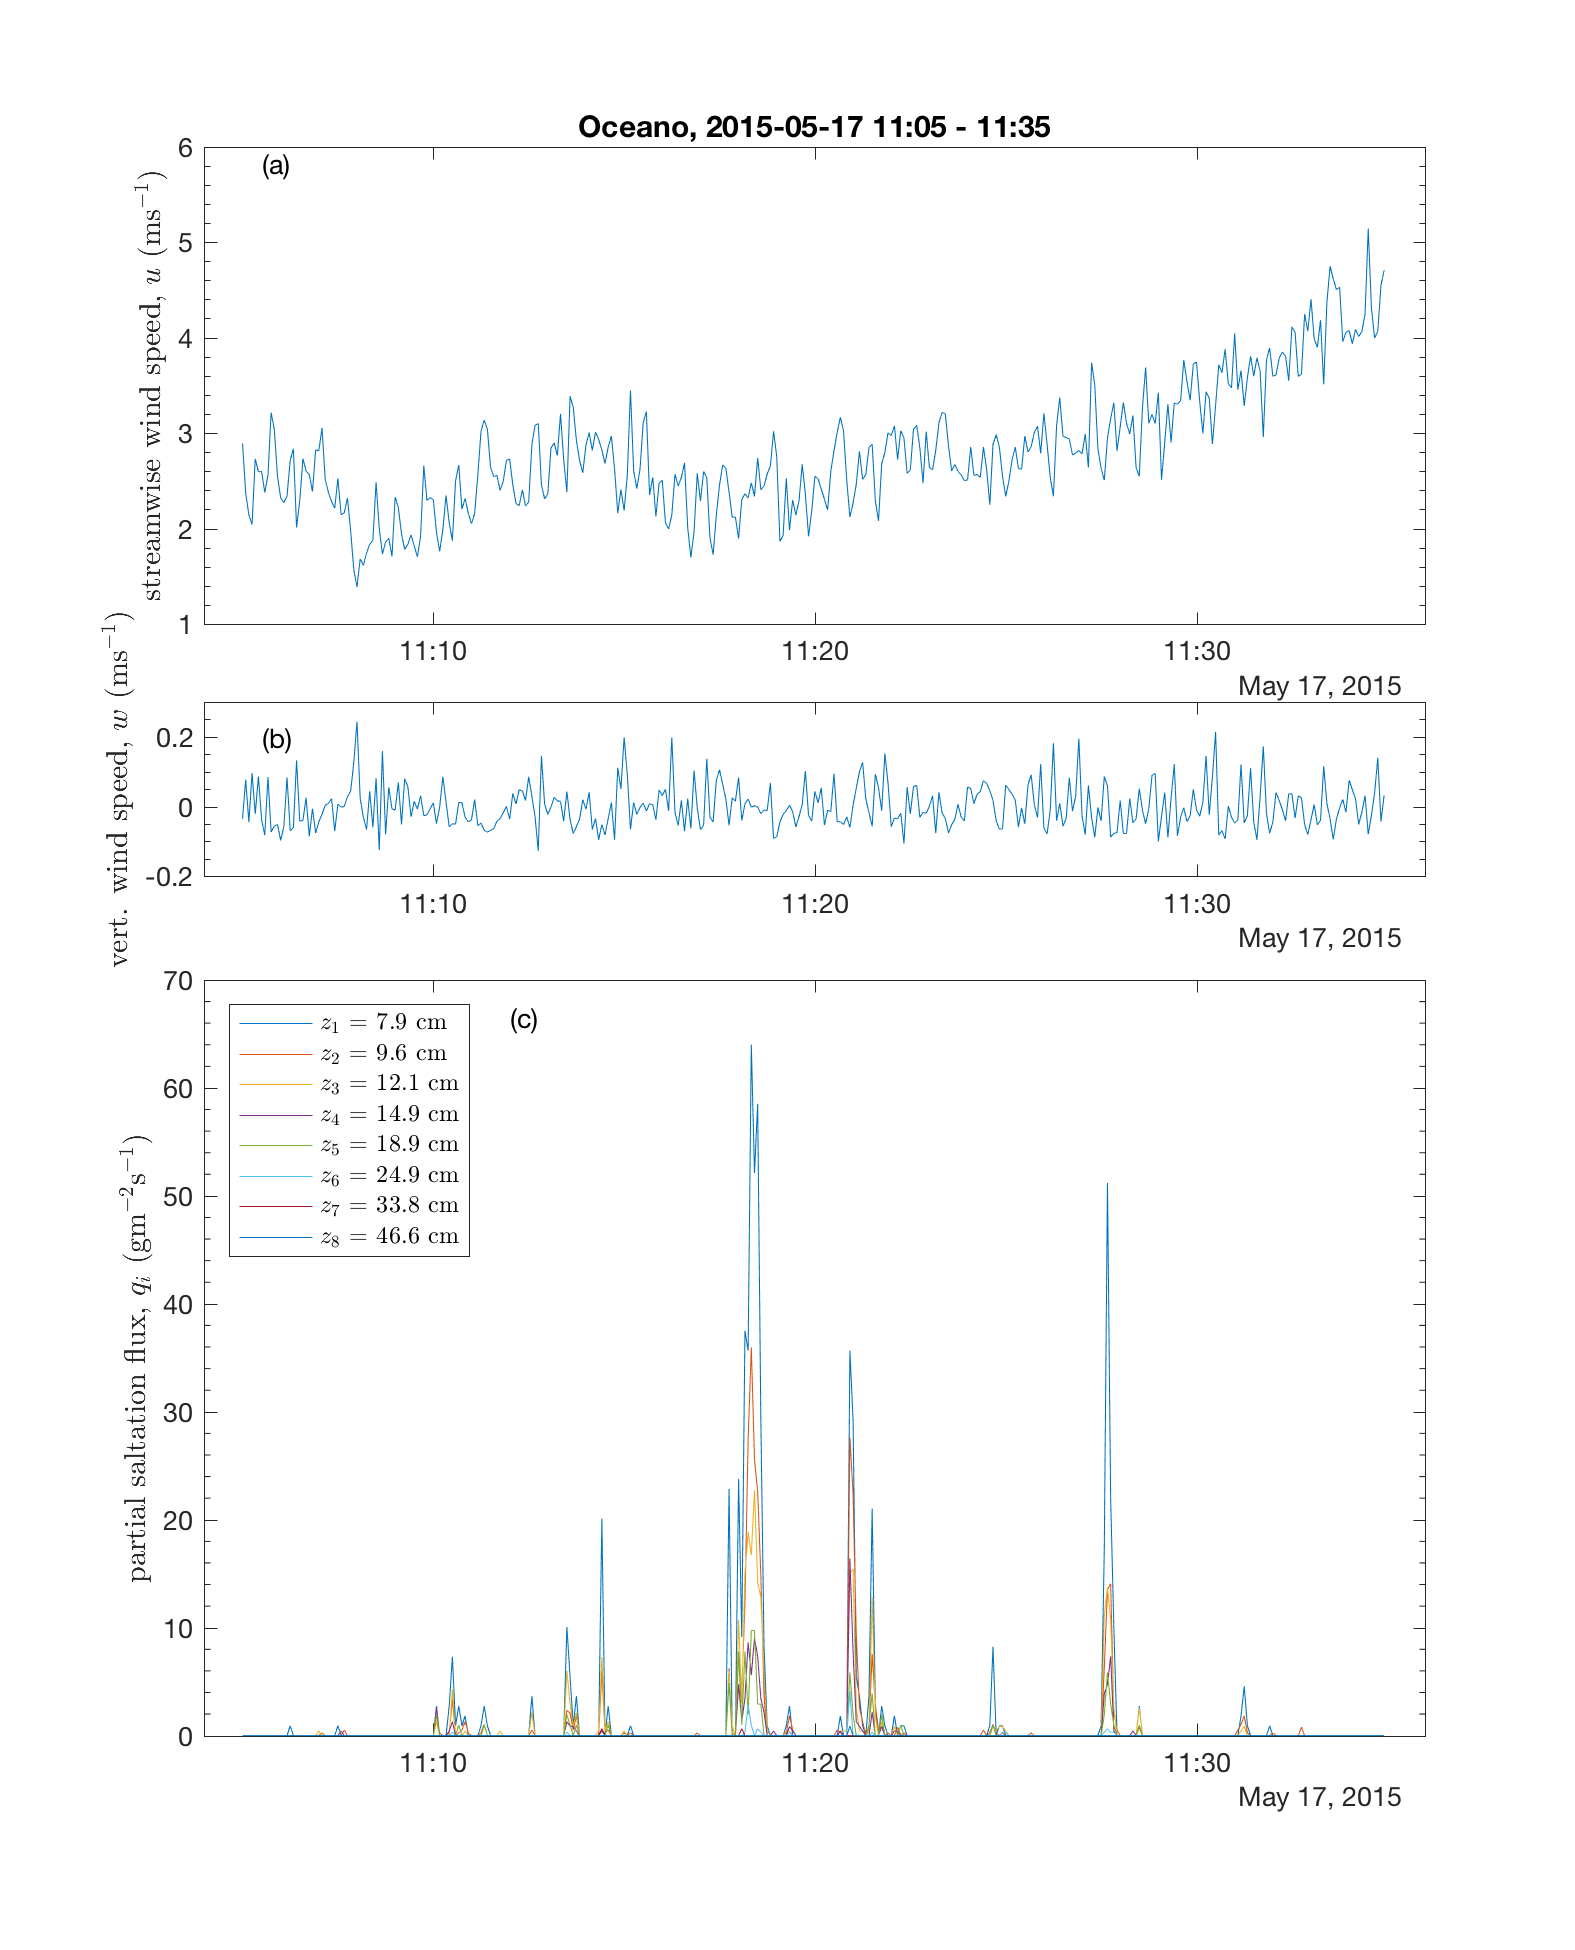 Oceano, 2015-05-17 11:05 - 11:35
(a)
streamwise wind speed, u (ms⁻¹)
6
5
4
3
2
1
11:10 11:20 11:30
May 17, 2015
(b)
vert. wind speed, w (ms⁻¹)
0.2
0
-0.2
11:10 11:20 11:30
May 17, 2015
(c)
partial saltation flux, qᵢ (gm⁻²s⁻¹)
70
60
50
40
30
20
10
0
z₁ = 7.9 cm
z₂ = 9.6 cm
z₃ = 12.1 cm
z₄ = 14.9 cm
z₅ = 18.9 cm
z₆ = 24.9 cm
z₇ = 33.8 cm
z₈ = 46.6 cm
11:10 11:20 11:30
May 17, 2015